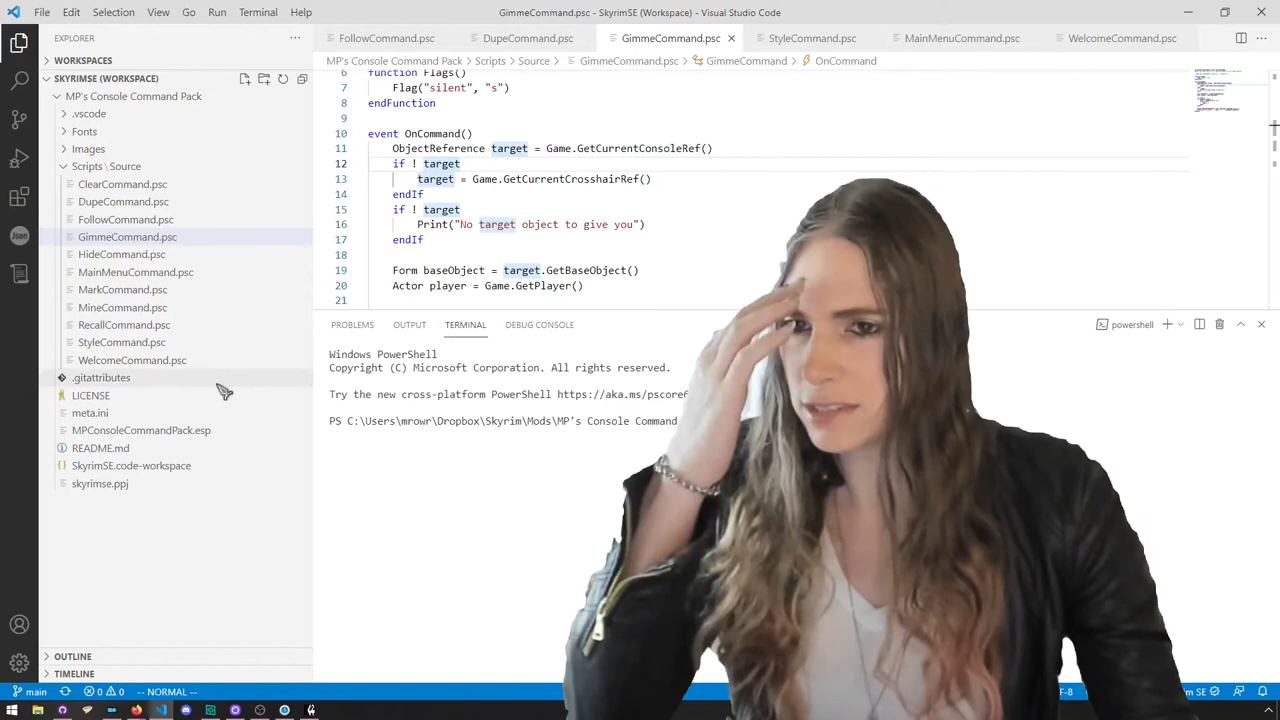 File Edit Selection View Go Run Terminal Help
GimmeCommand.psc - SkyrimSE (Workspace) - Visual Studio Code
EXPLORER
WORKSPACES
SKYRIMSE (WORKSPACE)
MP's Console Command Pack
.vscode
Fonts
Images
Scripts \ Source
ClearCommand.psc
DupeCommand.psc
FollowCommand.psc
GimmeCommand.psc
HideCommand.psc
MainMenuCommand.psc
MarkCommand.psc
MineCommand.psc
RecallCommand.psc
StyleCommand.psc
WelcomeCommand.psc
.gitattributes
LICENSE
meta.ini
MPConsoleCommandPack.esp
README.md
SkyrimSE.code-workspace
skyrimse.ppj
OUTLINE
TIMELINE
FollowCommand.psc DupeCommand.psc GimmeCommand.psc StyleCommand.psc MainMenuCommand.psc WelcomeCommand.psc
MP's Console Command Pack > Scripts > Source > GimmeCommand.psc > GimmeCommand > OnCommand
6 function Flags()
7 Flag("silent", "s")
8 endFunction
9
10 event OnCommand()
11 ObjectReference target = Game.GetCurrentConsoleRef()
12 if ! target
13 target = Game.GetCurrentCrosshairRef()
14 endIf
15 if ! target
16 Print("No target object to give you")
17 endIf
18
19 Form baseObject = target.GetBaseObject()
20 Actor player = Game.GetPlayer()
21
PROBLEMS OUTPUT TERMINAL DEBUG CONSOLE
powershell
Windows PowerShell
Copyright (C) Microsoft Corporation. All rights reserved.
Try the new cross-platform PowerShell https://aka.ms/pscore6
PS C:\Users\mrowr\Dropbox\Skyrim\Mods\MP's Console Command
main 0 0 -- NORMAL --
Json